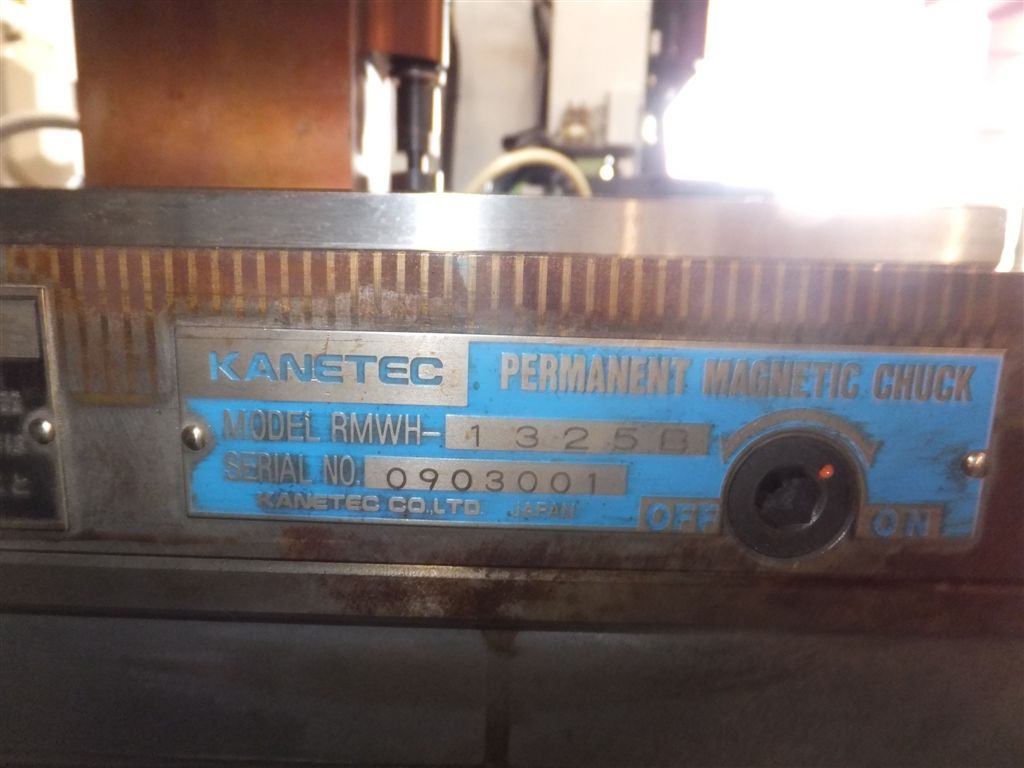 KANETEC PERMANENT MAGNETIC CHUCK
MODEL RMWH-1325B
SERIAL NO. 0903001
KANETEC CO.,LTD. JAPAN
OFF ON